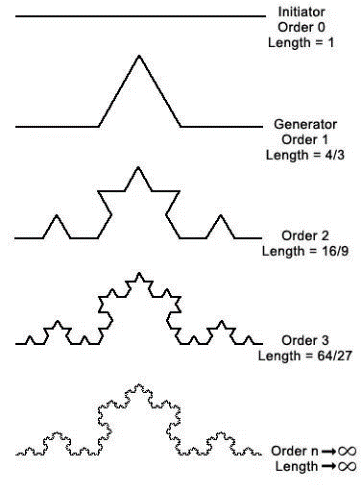 Initiator
Order 0
Length = 1
Generator
Order 1
Length = 4/3
Order 2
Length = 16/9
Order 3
Length = 64/27
Order n→∞
Length→∞